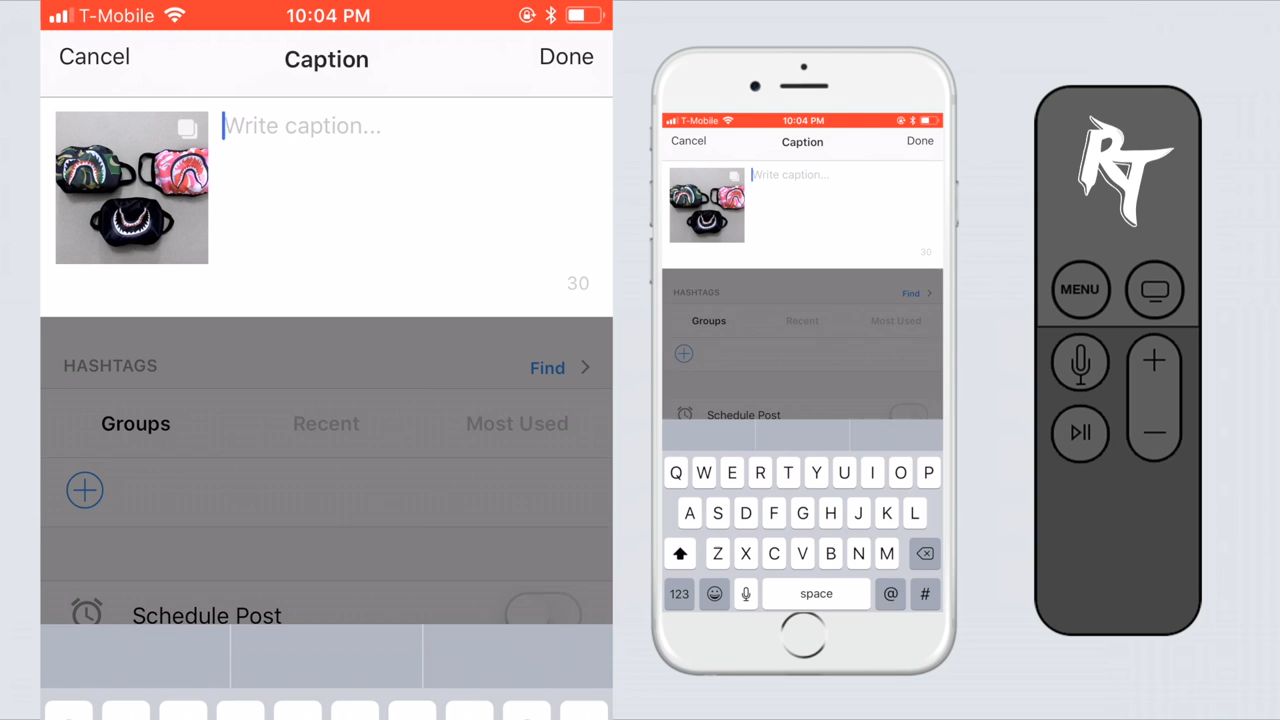 T-Mobile 10:04 PM
Cancel Caption Done
Write caption...
30
HASHTAGS Find
Groups Recent Most Used
Schedule Post
T-Mobile 10:04 PM
Cancel Caption Done
Write caption...
30
HASHTAGS Find
Groups Recent Most Used
Schedule Post
Q W E R T Y U I O P
A S D F G H J K L
Z X C V B N M
123 space @ #
RT
MENU